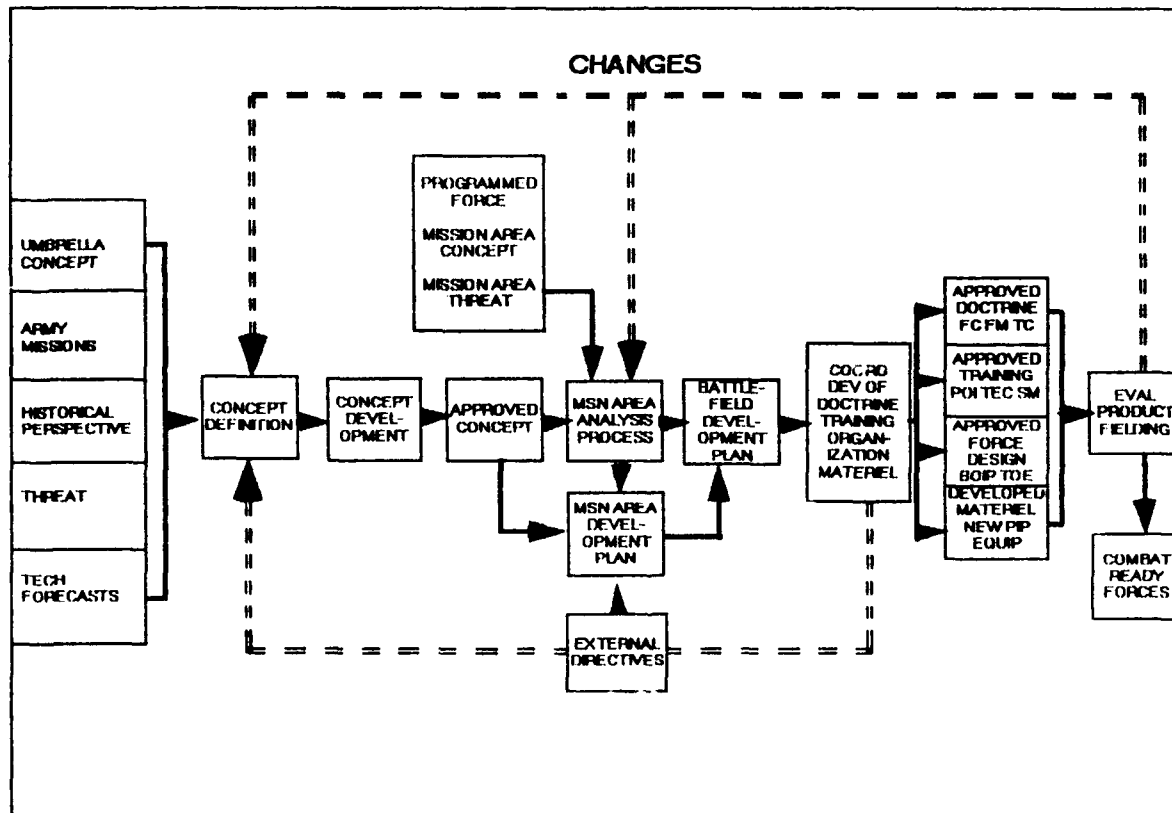 CHANGES
PROGRAMMED
FORCE
MISSION AREA
CONCEPT
MISSION AREA
THREAT
UMBRELLA
CONCEPT
ARMY
MISSIONS
HISTORICAL
PERSPECTIVE
THREAT
TECH
FORECASTS
CONCEPT
DEFINITION
CONCEPT
DEVEL-
OPMENT
APPROVED
CONCEPT
MSN AREA
ANALYSIS
PROCESS
MSN AREA
DEVEL-
OPMENT
PLAN
EXTERNAL
DIRECTIVES
BATTLE-
FIELD
DEVELOPMENT
PLAN
COORD
DEV OF
DOCTRINE
TRAINING
ORGAN-
IZATION
MATERIEL
APPROVED
DOCTRINE
FC FM TC
APPROVED
TRAINING
POI TEC SM
APPROVED
FORCE
DESIGN
BOIP TOE
DEVELOPED
MATERIEL
NEW PIP
EQUIP
EVAL
PRODUCT
FIELDING
COMBAT
READY
FORCES